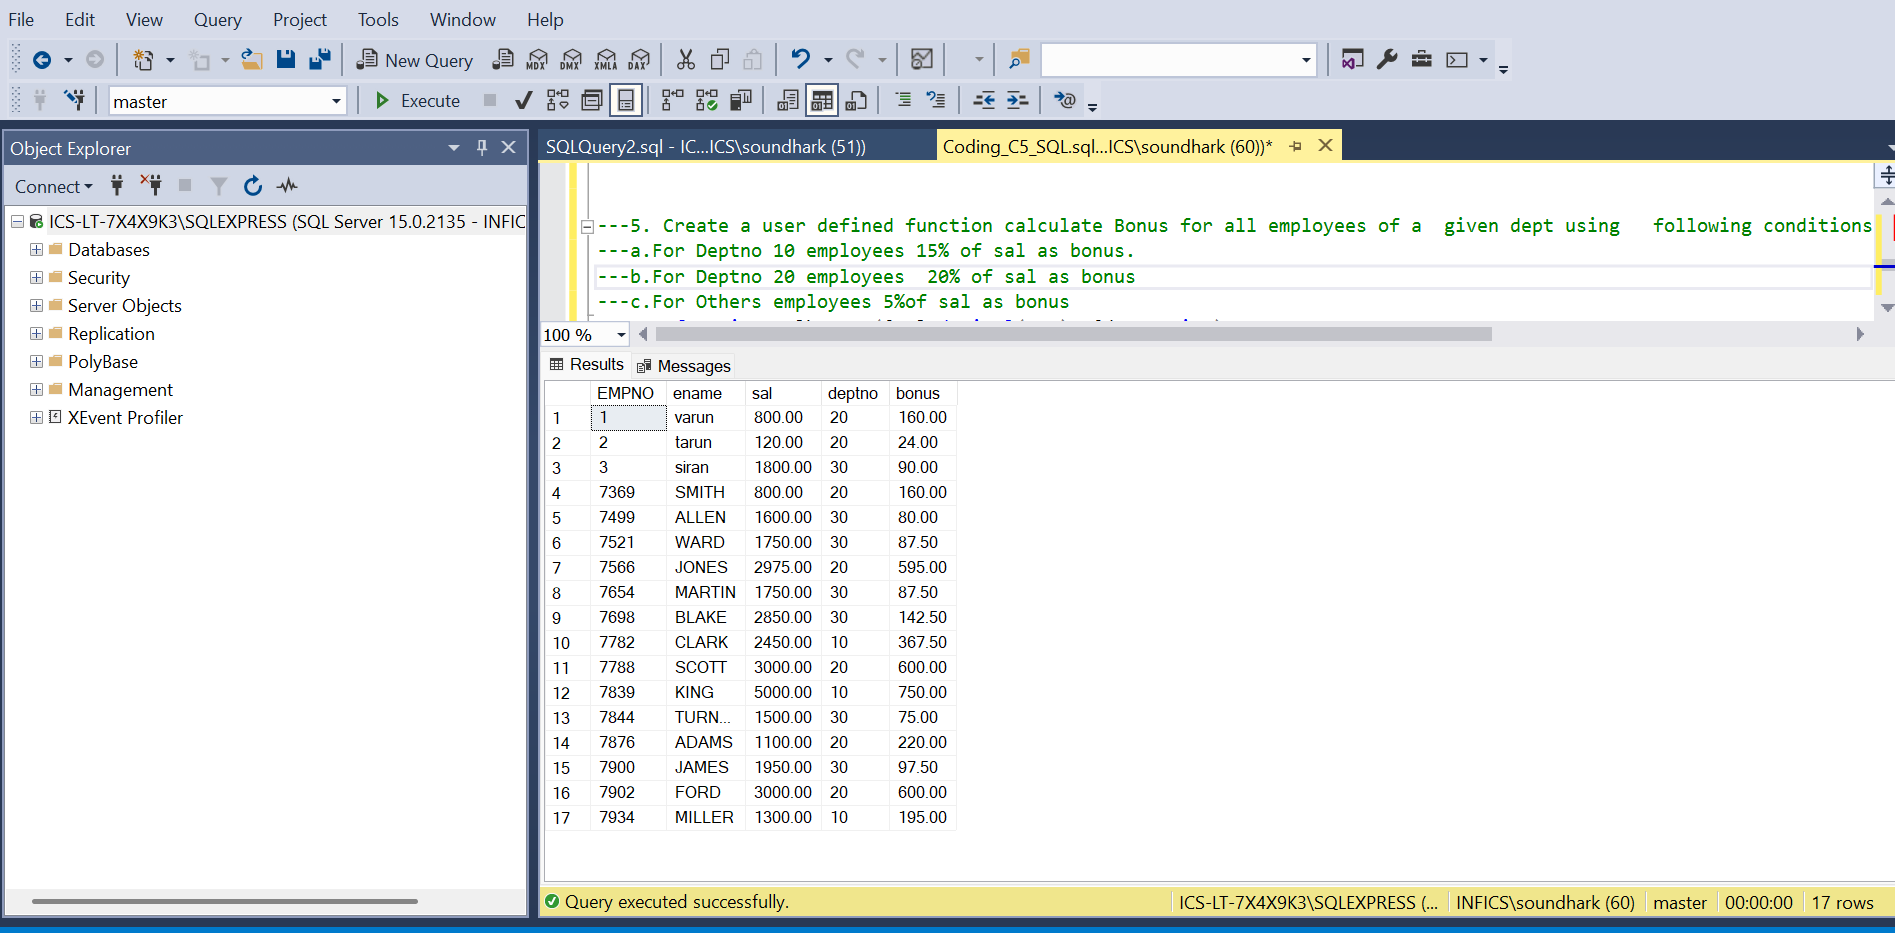 File Edit View Query Project Tools Window Help
New Query MDX DMX XMLA DAX
master Execute
Object Explorer
Connect
ICS-LT-7X4X9K3\SQLEXPRESS (SQL Server 15.0.2135 - INFIC
Databases
Security
Server Objects
Replication
PolyBase
Management
XEvent Profiler
SQLQuery2.sql - IC...ICS\soundhark (51)) Coding_C5_SQL.sql...ICS\soundhark (60))*
---5. Create a user defined function calculate Bonus for all employees of a  given dept using   following conditions
---a.For Deptno 10 employees 15% of sal as bonus.
---b.For Deptno 20 employees  20% of sal as bonus
---c.For Others employees 5%of sal as bonus
100 %
Results Messages
EMPNO ename sal deptno bonus
1 1 varun 800.00 20 160.00
2 2 tarun 120.00 20 24.00
3 3 siran 1800.00 30 90.00
4 7369 SMITH 800.00 20 160.00
5 7499 ALLEN 1600.00 30 80.00
6 7521 WARD 1750.00 30 87.50
7 7566 JONES 2975.00 20 595.00
8 7654 MARTIN 1750.00 30 87.50
9 7698 BLAKE 2850.00 30 142.50
10 7782 CLARK 2450.00 10 367.50
11 7788 SCOTT 3000.00 20 600.00
12 7839 KING 5000.00 10 750.00
13 7844 TURN... 1500.00 30 75.00
14 7876 ADAMS 1100.00 20 220.00
15 7900 JAMES 1950.00 30 97.50
16 7902 FORD 3000.00 20 600.00
17 7934 MILLER 1300.00 10 195.00
Query executed successfully. ICS-LT-7X4X9K3\SQLEXPRESS (... INFICS\soundhark (60) master 00:00:00 17 rows